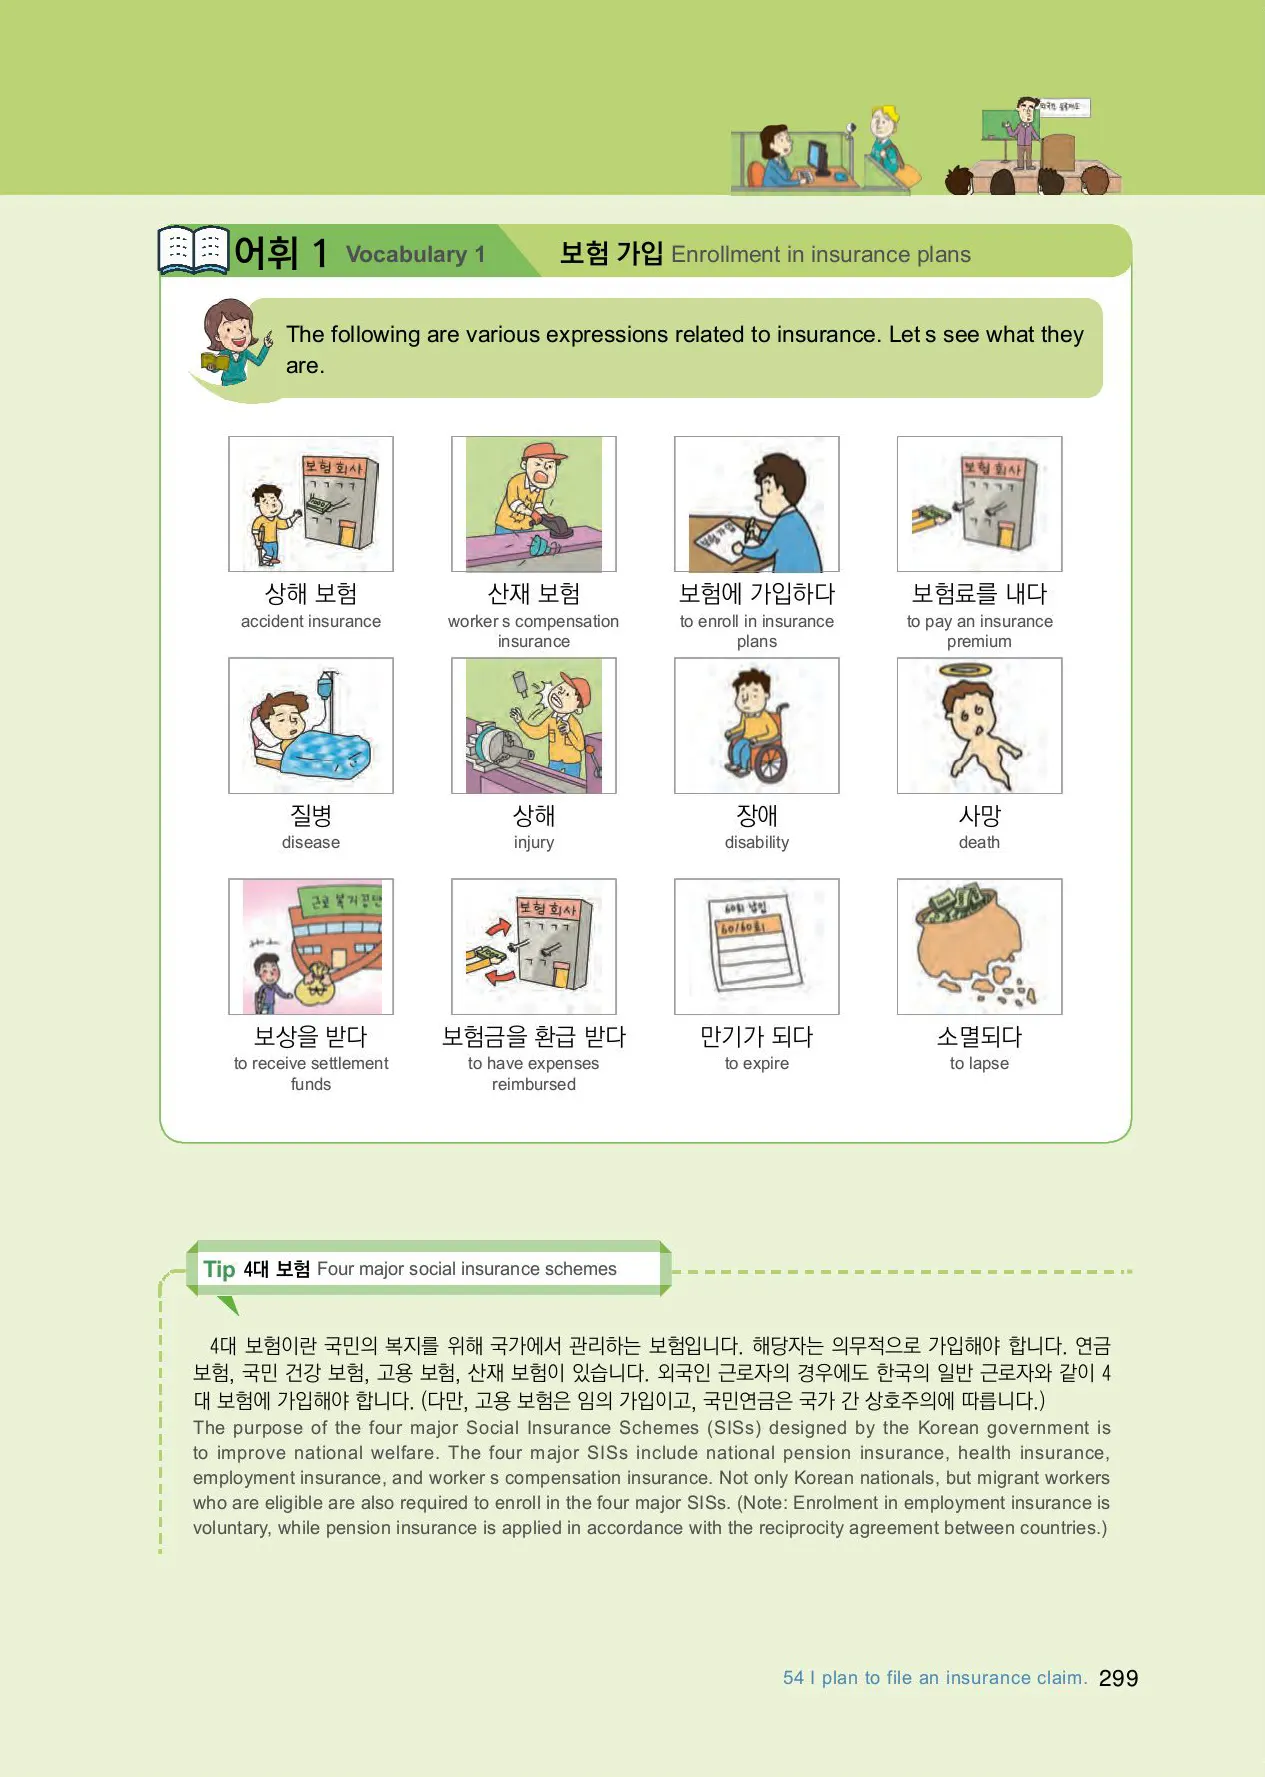 외국인 등록제도
어휘 1 Vocabulary 1 보험 가입 Enrollment in insurance plans
The following are various expressions related to insurance. Let s see what they
are.
보험회사
보험 가입
보험회사
상해 보험 산재 보험 보험에 가입하다 보험료를 내다
accident insurance worker s compensation to enroll in insurance to pay an insurance
insurance plans premium
질병 상해 장애 사망
disease injury disability death
근로 복지공단
보험회사
60회 납입
60/60회
보상을 받다 보험금을 환급 받다 만기가 되다 소멸되다
to receive settlement to have expenses to expire to lapse
funds reimbursed
Tip 4대 보험 Four major social insurance schemes
4대 보험이란 국민의 복지를 위해 국가에서 관리하는 보험입니다. 해당자는 의무적으로 가입해야 합니다. 연금
보험, 국민 건강 보험, 고용 보험, 산재 보험이 있습니다. 외국인 근로자의 경우에도 한국의 일반 근로자와 같이 4
대 보험에 가입해야 합니다. (다만, 고용 보험은 임의 가입이고, 국민연금은 국가 간 상호주의에 따릅니다.)
The purpose of the four major Social Insurance Schemes (SISs) designed by the Korean government is
to improve national welfare. The four major SISs include national pension insurance, health insurance,
employment insurance, and worker s compensation insurance. Not only Korean nationals, but migrant workers
who are eligible are also required to enroll in the four major SISs. (Note: Enrolment in employment insurance is
voluntary, while pension insurance is applied in accordance with the reciprocity agreement between countries.)
54 I plan to file an insurance claim. 299